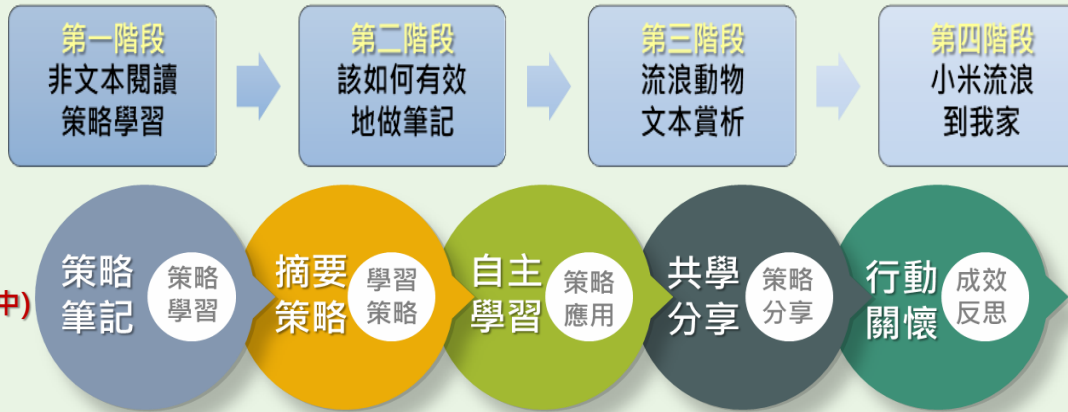 第一階段
非文本閱讀
策略學習
第二階段
該如何有效
地做筆記
第三階段
流浪動物
文本賞析
第四階段
小米流浪
到我家
中)
策略
筆記
策略
學習
摘要
策略
學習
策略
自主
學習
策略
應用
共學
分享
策略
分享
行動
關懷
成效
反思